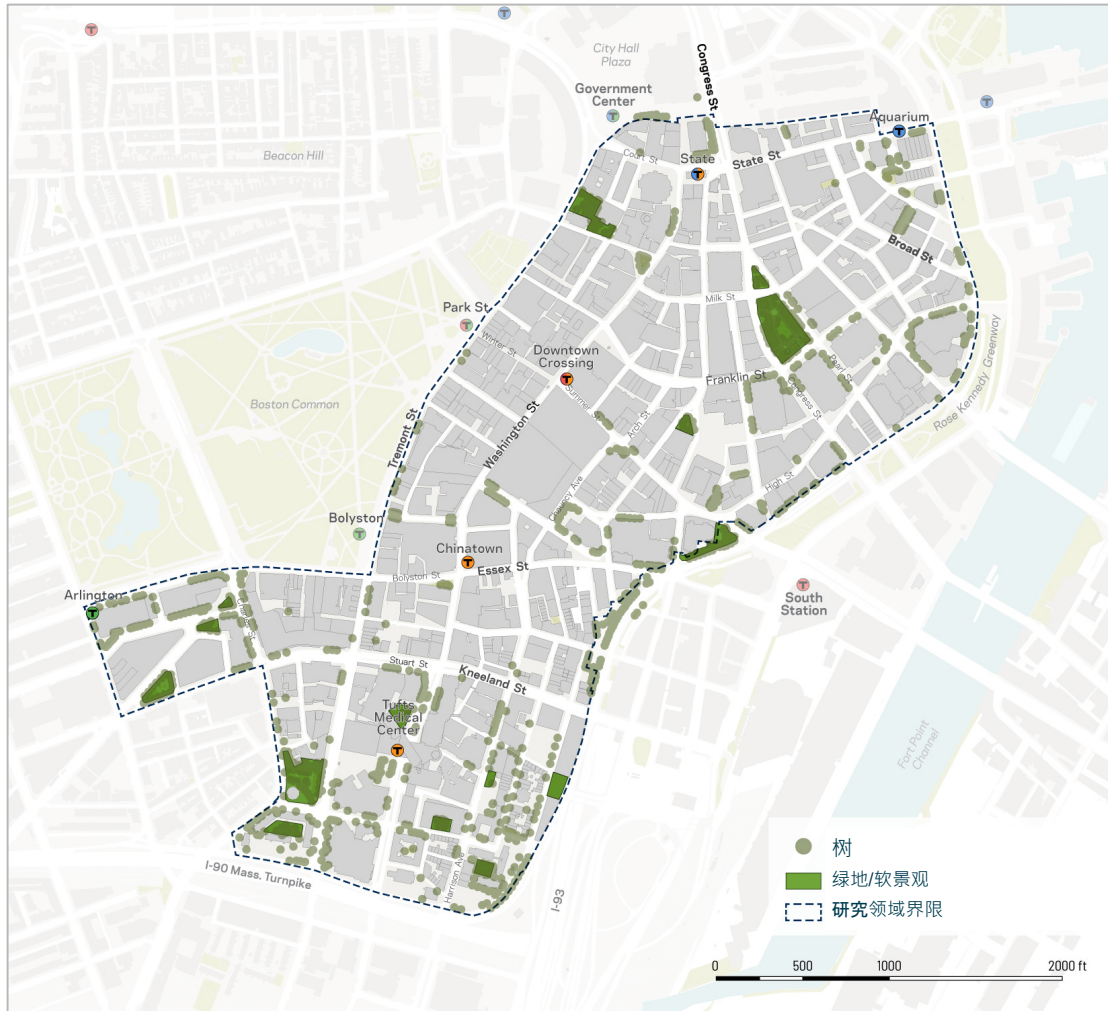 City Hall
Plaza
Congress St
Government
Center
Aquarium
Beacon Hill
Court St
State
State St
Broad St
Milk St
Park St
Winter St
Downtown
Crossing
Franklin St
Pearl St
Congress St
Rose Kennedy Greenway
Boston Common
Tremont St
Washington St
Summer St
Arch St
Chauncy Ave
High St
Bolyston
Chinatown
Essex St
Bolyston St
Arlington
Charles St
South
Station
Stuart St
Kneeland St
Tufts
Medical
Center
Fort Point
Channel
I-90 Mass. Turnpike
Harrison Ave
I-93
树
绿地/软景观
研究领域界限
0 500 1000 2000 ft